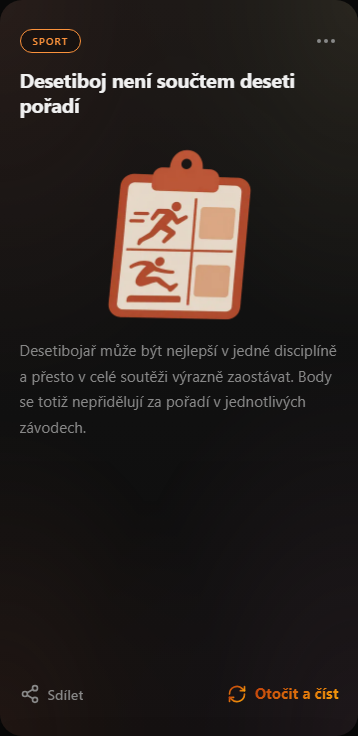 SPORT
Desetiboj není součtem deseti
pořadí
Desetibojař může být nejlepší v jedné disciplíně
a přesto v celé soutěži výrazně zaostávat. Body
se totiž nepřidělují za pořadí v jednotlivých
závodech.
Sdílet
Otočit a číst